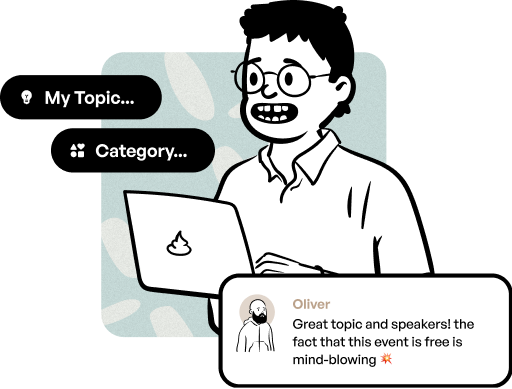 My Topic...
Category...
Oliver
Great topic and speakers! the
fact that this event is free is
mind-blowing 💥